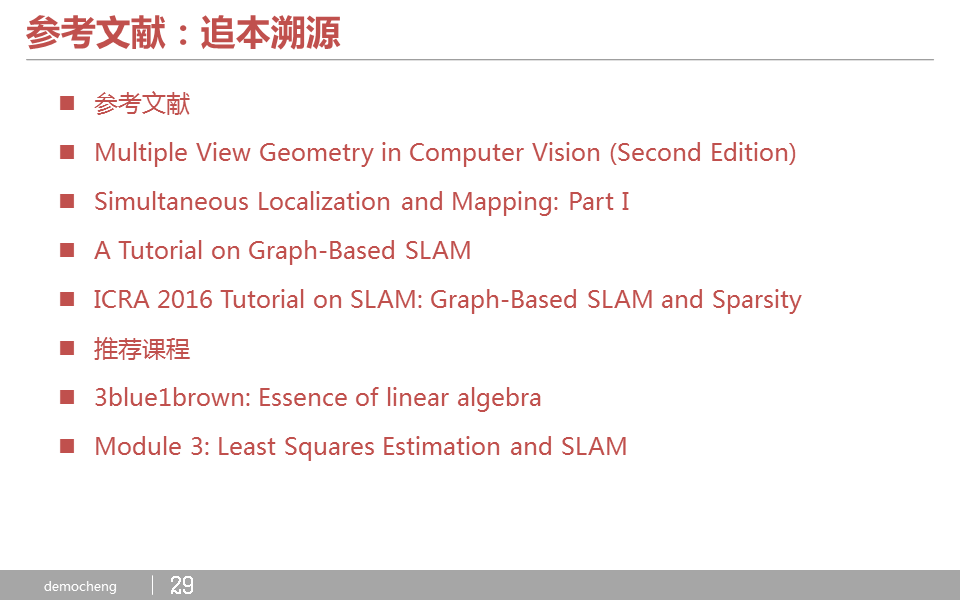 参考文献：追本溯源
参考文献
Multiple View Geometry in Computer Vision (Second Edition)
Simultaneous Localization and Mapping: Part I
A Tutorial on Graph-Based SLAM
ICRA 2016 Tutorial on SLAM: Graph-Based SLAM and Sparsity
推荐课程
3blue1brown: Essence of linear algebra
Module 3: Least Squares Estimation and SLAM
democheng
29